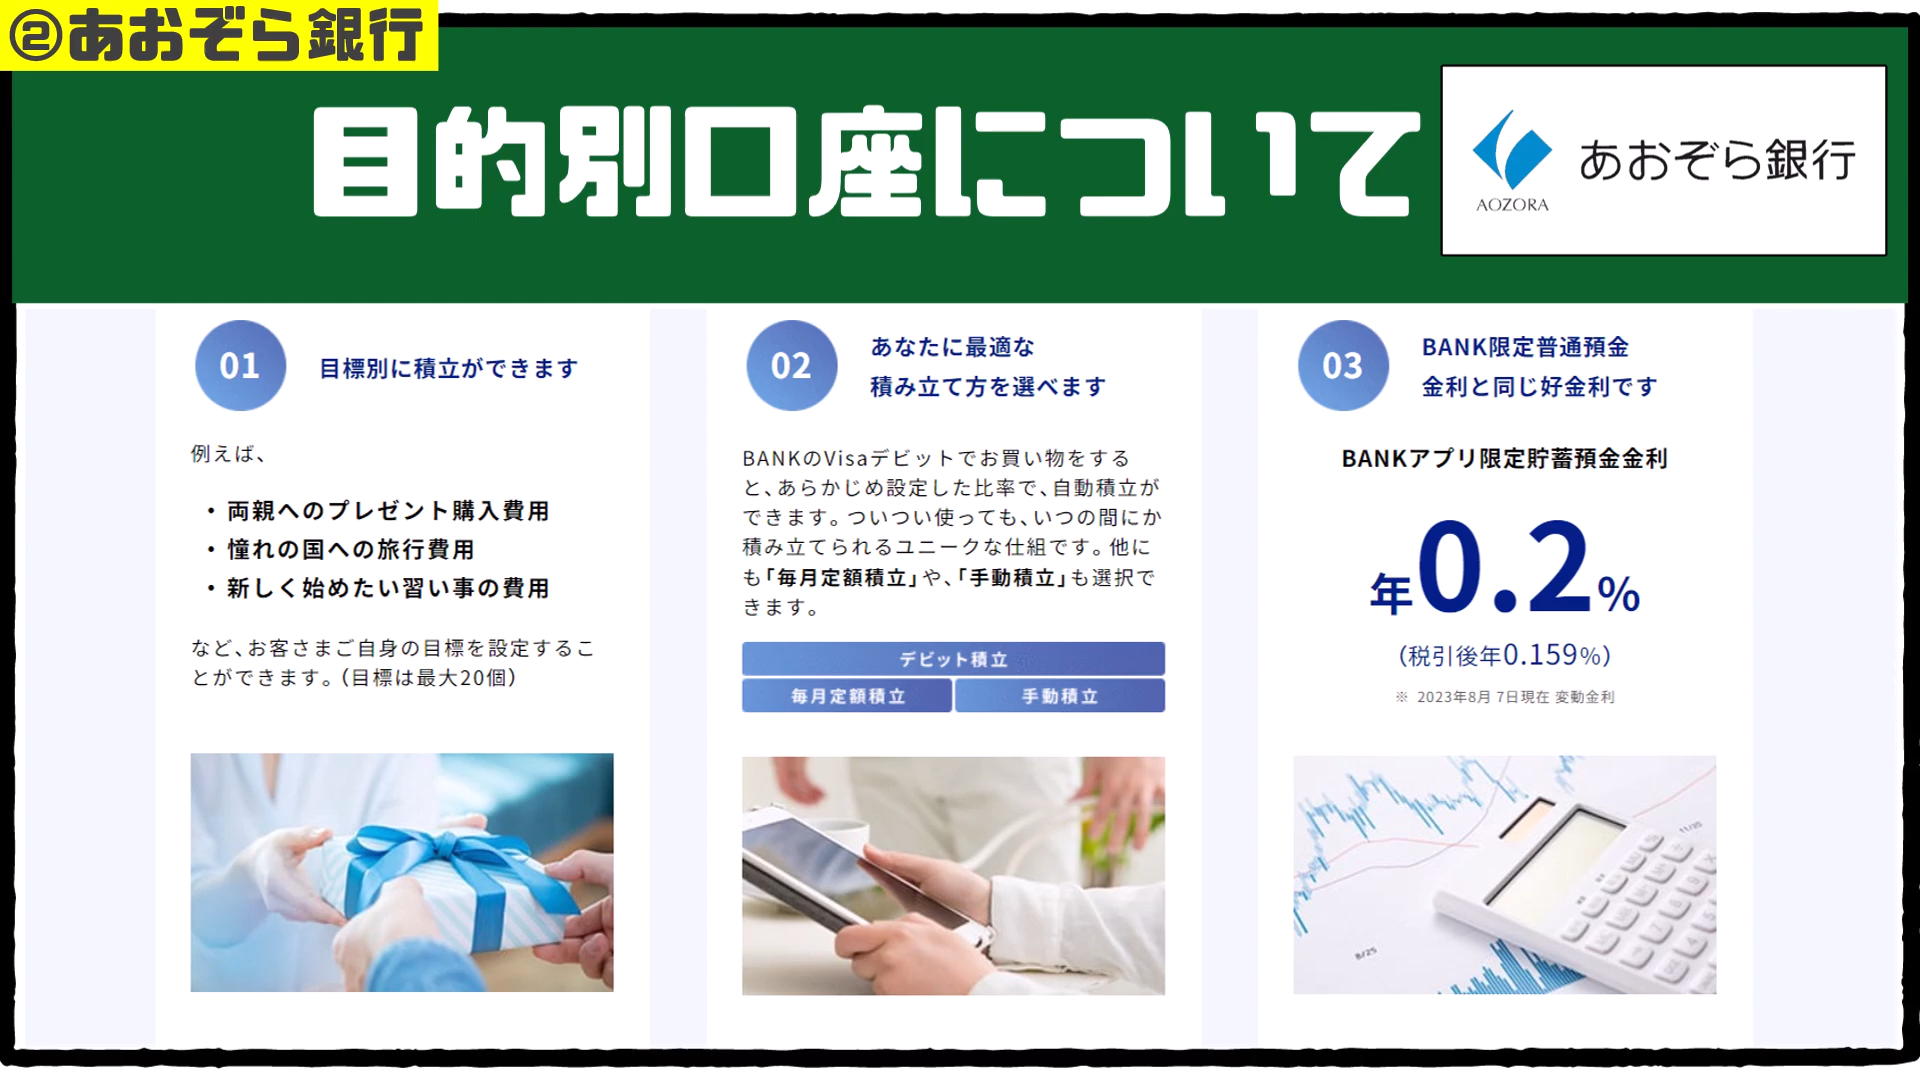 ②あおぞら銀行
目的別口座について
あおぞら銀行
AOZORA
01
目標別に積立ができます
例えば、
・両親へのプレゼント購入費用
・憧れの国への旅行費用
・新しく始めたい習い事の費用
など、お客さまご自身の目標を設定するこ
とができます。（目標は最大20個）
02
あなたに最適な
積み立て方を選べます
BANKのVisaデビットでお買い物をする
と、あらかじめ設定した比率で、自動積立が
できます。ついつい使っても、いつの間にか
積み立てられるユニークな仕組です。他に
も「毎月定額積立」や、「手動積立」も選択で
きます。
デビット積立
毎月定額積立
手動積立
03
BANK限定普通預金
金利と同じ好金利です
BANKアプリ限定貯蓄預金金利
年0.2%
（税引後年0.159%）
※ 2023年8月 7日現在 変動金利
11/25
8/25